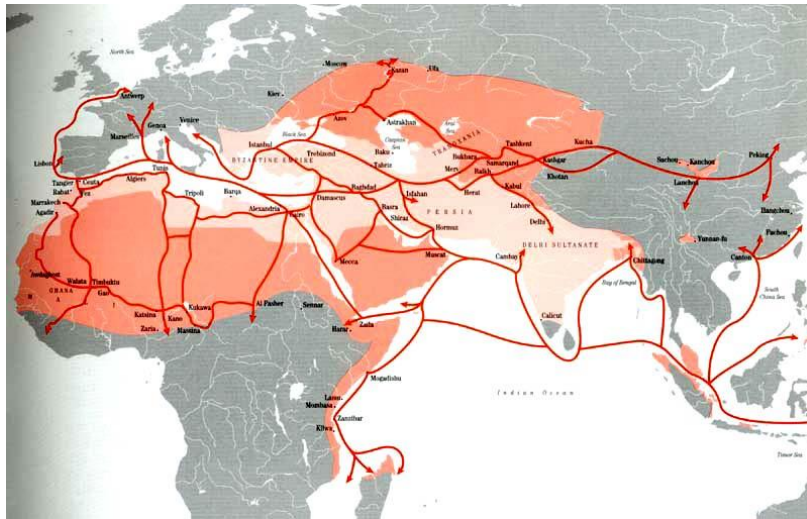 North Sea
Moscow
Kazan
Ufa
Kiev
Antwerp
Genoa
Venice
Marseilles
Azov
Astrakhan
Aral
Sea
Black Sea
Caspian
Sea
TRANSOXANIA
Istanbul
Trebizond
Baku
Tabriz
BYZANTINE EMPIRE
Bukhara
Samarqand
Tashkent
Kashgar
Kucha
Khotan
Suchou
Kanchou
Lanchou
Peking
Merv
Balkh
Herat
Kabul
Lisbon
Tangier
Ceuta
Rabat
Fez
Algiers
Tunis
Tripoli
Barqa
Alexandria
Cairo
Damascus
Baghdad
Isfahan
Basra
Shiraz
PERSIA
Lahore
Delhi
DELHI SULTANATE
Hangchou
Fuchou
Marrakech
Agadir
Hormuz
Mecca
Muscat
Cambay
Chittagong
Yunnan-fu
Canton
Bay of Bengal
South
China Sea
Awdaghost
Walata
Timbuktu
Gao
GHANA
Katsina
Kano
Zaria
Massina
Kukawa
Al Fasher
Sennar
Harar
Zaila
Calicut
Mogadishu
Lamu
Mombasa
Zanzibar
Kilwa
Indian Ocean
Timor Sea